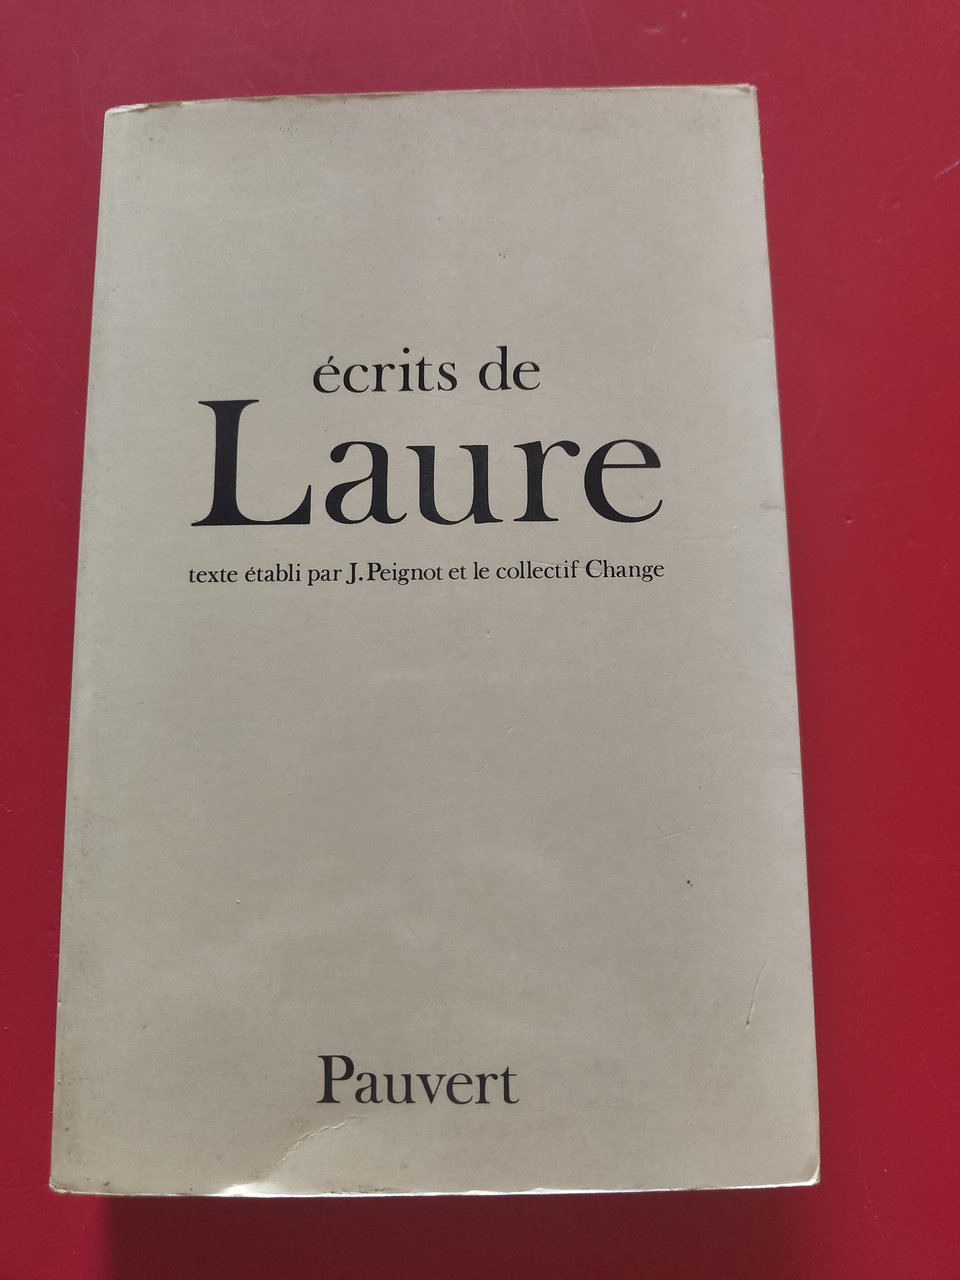 écrits de
Laure
texte établi par J. Peignot et le collectif Change
Pauvert